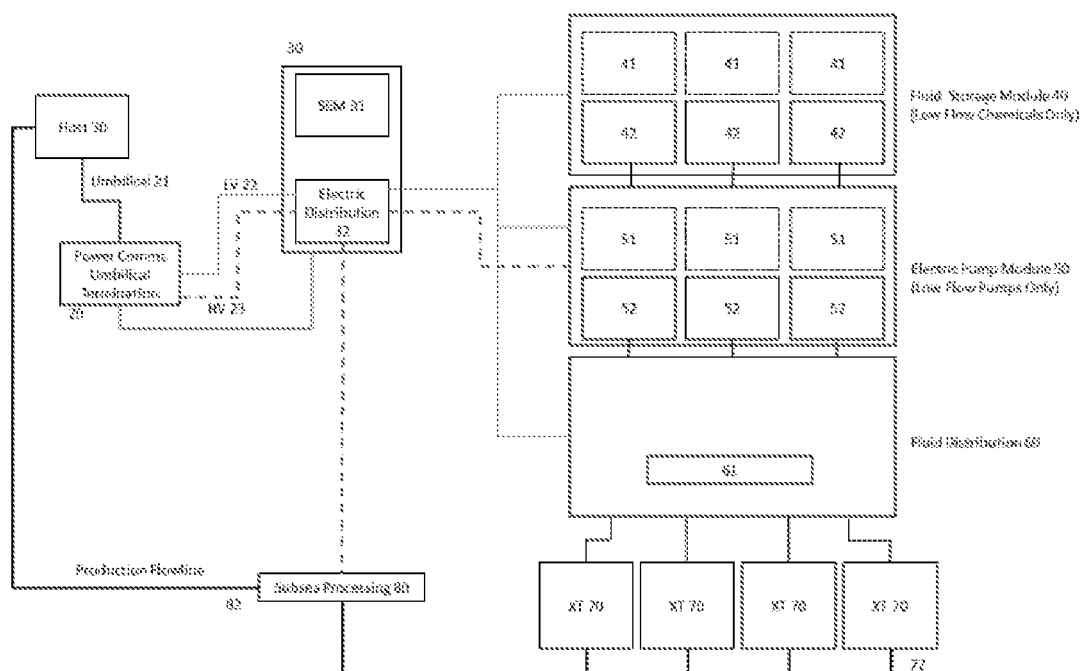 30
SEM 31
41
41
41
Fluid Storage Module 40
(Low Flow Chemicals Only)
Host 10
42
42
42
Umbilical 21
LV 22
Electric
Distribution
32
51
51
51
Power Comms
Umbilical
Termination
Electric Pump Module 50
(Low Flow Pumps Only)
HV 23
20
52
52
52
Fluid Distribution 60
61
Production Flowline
Subsea Processing 80
82
XT 70
XT 70
XT 70
XT 70
72